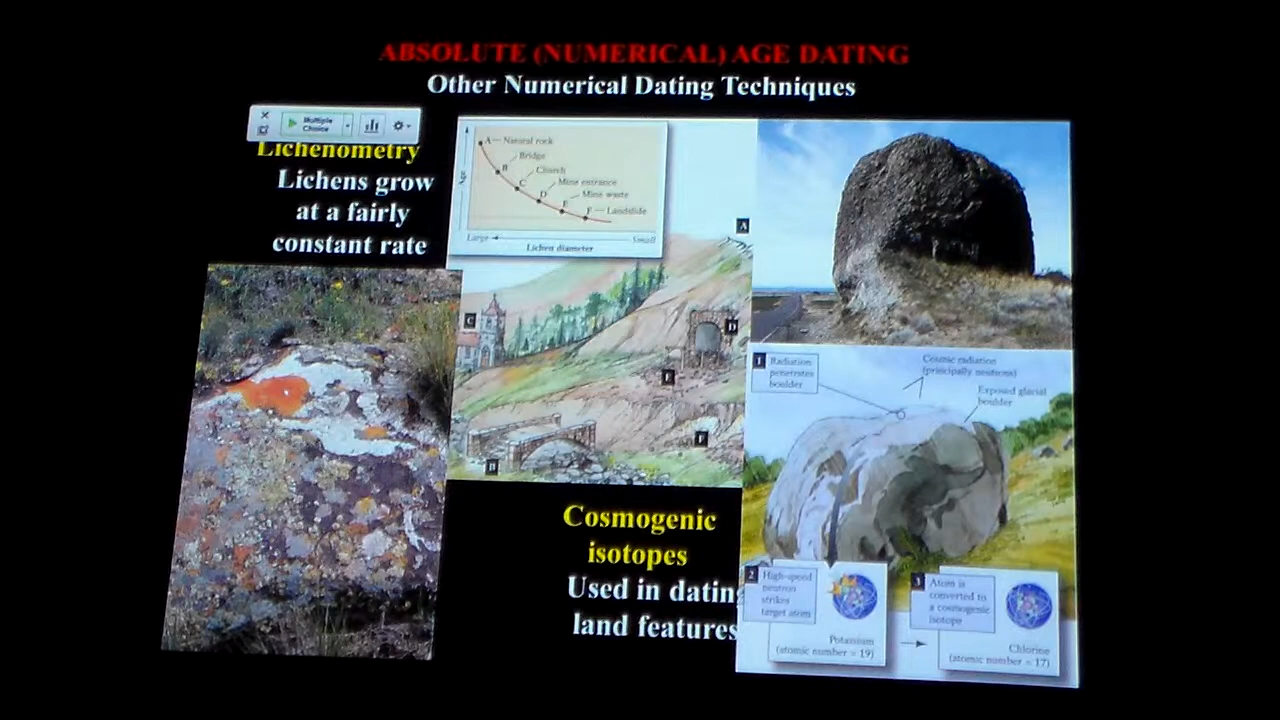 ABSOLUTE (NUMERICAL) AGE DATING
Other Numerical Dating Techniques
Multiple
Choice
Lichenometry
Lichens grow
at a fairly
constant rate
Age
A — Natural rock
Bridge
B
Church
C
Mine entrance
D
Mine waste
E
F — Landslide
Large
Small
Lichen diameter
A
C
D
E
F
B
Cosmogenic
isotopes
Used in dating
land features
1 Radiation
penetrates
boulder
Cosmic radiation
(principally neutrons)
Exposed glacial
boulder
2 High-speed
neutron
strikes
target atom
Potassium
(atomic number = 19)
3 Atom is
converted to
a cosmogenic
isotope
Chlorine
(atomic number = 17)